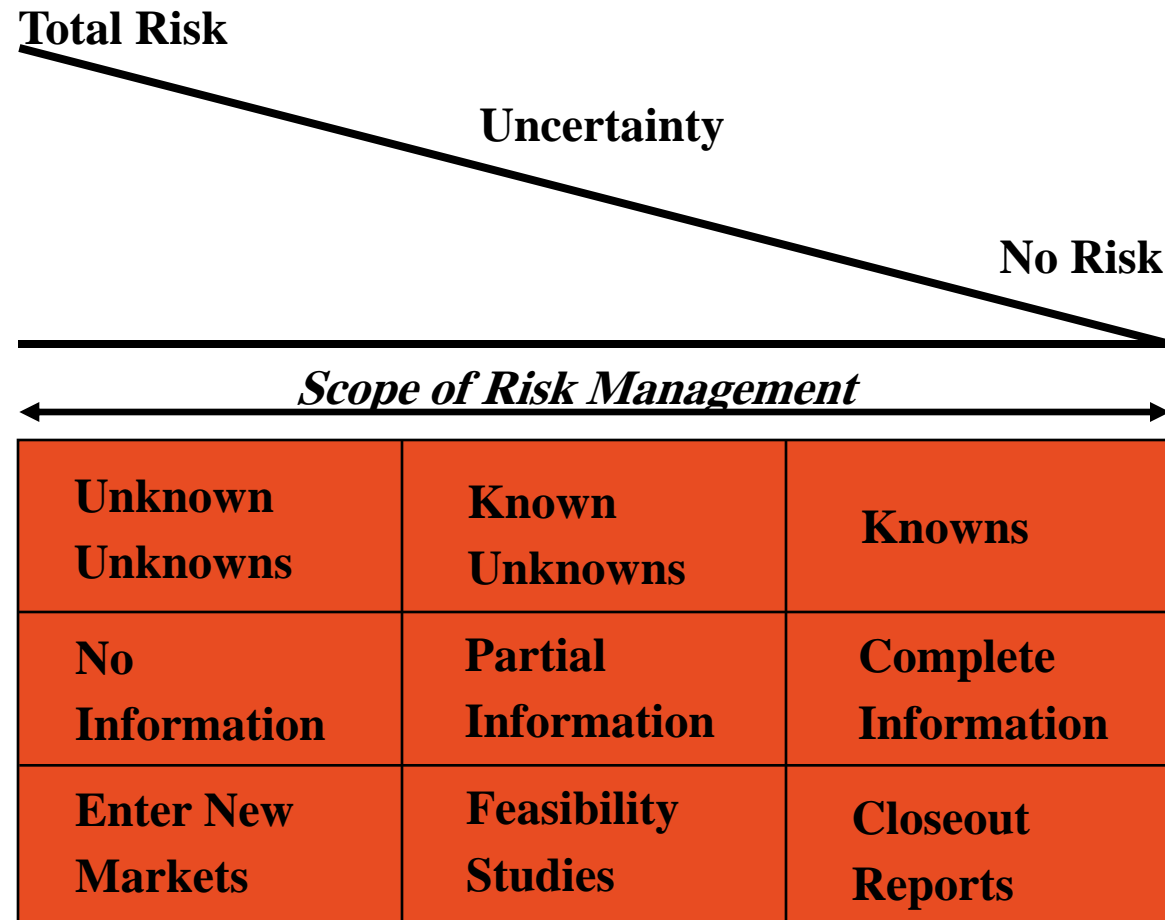 Total Risk
Uncertainty
No Risk
Scope of Risk Management
Unknown
Unknowns
Known
Unknowns
Knowns
No
Information
Partial
Information
Complete
Information
Enter New
Markets
Feasibility
Studies
Closeout
Reports